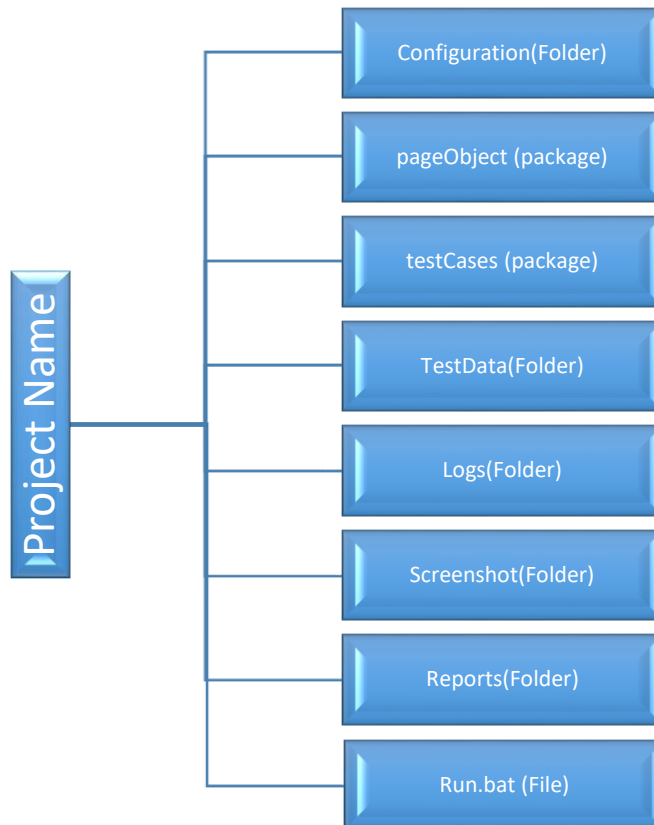 Project Name
Configuration(Folder)
pageObject (package)
testCases (package)
TestData(Folder)
Logs(Folder)
Screenshot(Folder)
Reports(Folder)
Run.bat (File)